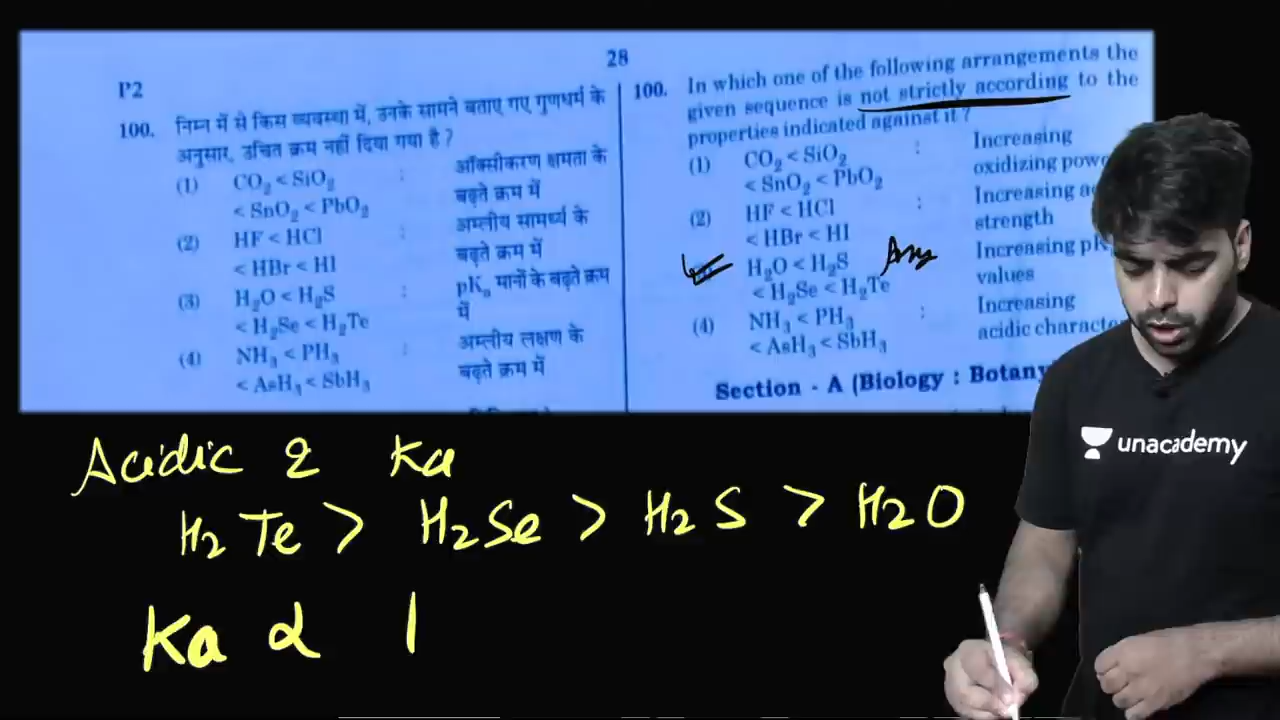 28
P2
100. निम्न में से किस व्यवस्था में, उनके सामने बताए गए गुणधर्म के
अनुसार, उचित क्रम नहीं दिया गया है ?
(1) CO₂ < SiO₂ : ऑक्सीकरण क्षमता के
< SnO₂ < PbO₂ बढ़ते क्रम में
(2) HF < HCl : अम्लीय सामर्थ्य के
< HBr < HI बढ़ते क्रम में
(3) H₂O < H₂S : pKₐ मानों के बढ़ते क्रम
< H₂Se < H₂Te में
(4) NH₃ < PH₃ : अम्लीय लक्षण के
< AsH₃ < SbH₃ बढ़ते क्रम में
100. In which one of the following arrangements the
given sequence is not strictly according to the
properties indicated against it ?
(1) CO₂ < SiO₂ : Increasing
< SnO₂ < PbO₂ oxidizing powe
(2) HF < HCl Increasing ac
< HBr < HI strength
H₂O < H₂S Ans Increasing pK
< H₂Se < H₂Te values
(4) NH₃ < PH₃ : Increasing
< AsH₃ < SbH₃ acidic characte
Section - A (Biology : Botany
unacademy
Acidic & Ka
H₂Te > H₂Se > H₂S > H₂O
Ka α 1